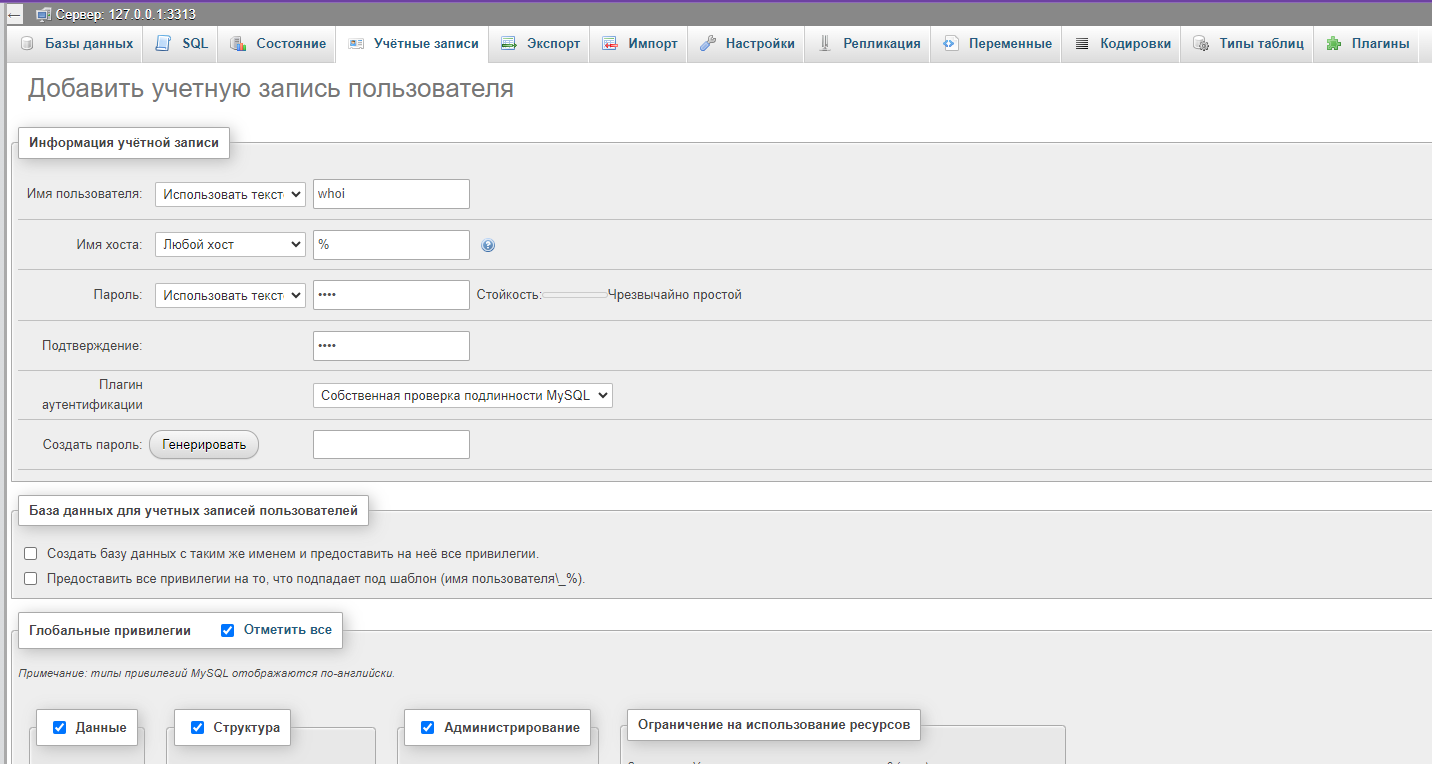 Сервер: 127.0.0.1:3313
Базы данных SQL Состояние Учётные записи Экспорт Импорт Настройки Репликация Переменные Кодировки Типы таблиц Плагины
Добавить учетную запись пользователя
Информация учётной записи
Имя пользователя: Использовать текст whoi
Имя хоста: Любой хост %
Пароль: Использовать текст •••• Стойкость: Чрезвычайно простой
Подтверждение: ••••
Плагин
аутентификации Собственная проверка подлинности MySQL
Создать пароль: Генерировать
База данных для учетных записей пользователей
Создать базу данных с таким же именем и предоставить на неё все привилегии.
Предоставить все привилегии на то, что подпадает под шаблон (имя пользователя\_%).
Глобальные привилегии Отметить все
Примечание: типы привилегий MySQL отображаются по-английски.
Данные Структура Администрирование Ограничение на использование ресурсов